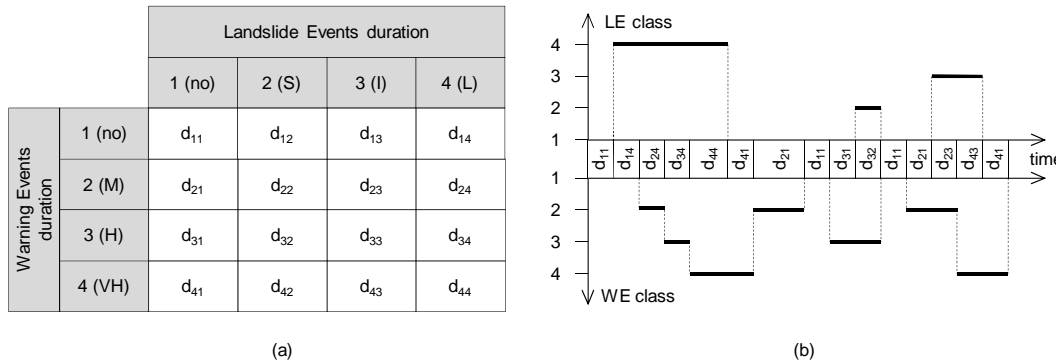 Landslide Events duration
1 (no) 2 (S) 3 (I) 4 (L)
Warning Events duration
1 (no) d11 d12 d13 d14
2 (M) d21 d22 d23 d24
3 (H) d31 d32 d33 d34
4 (VH) d41 d42 d43 d44
(a)
LE class
4
3
2
1
d11 d14 d24 d34 d44 d41 d21 d11 d31 d32 d11 d21 d23 d43 d41 time
1
2
3
4
WE class
(b)